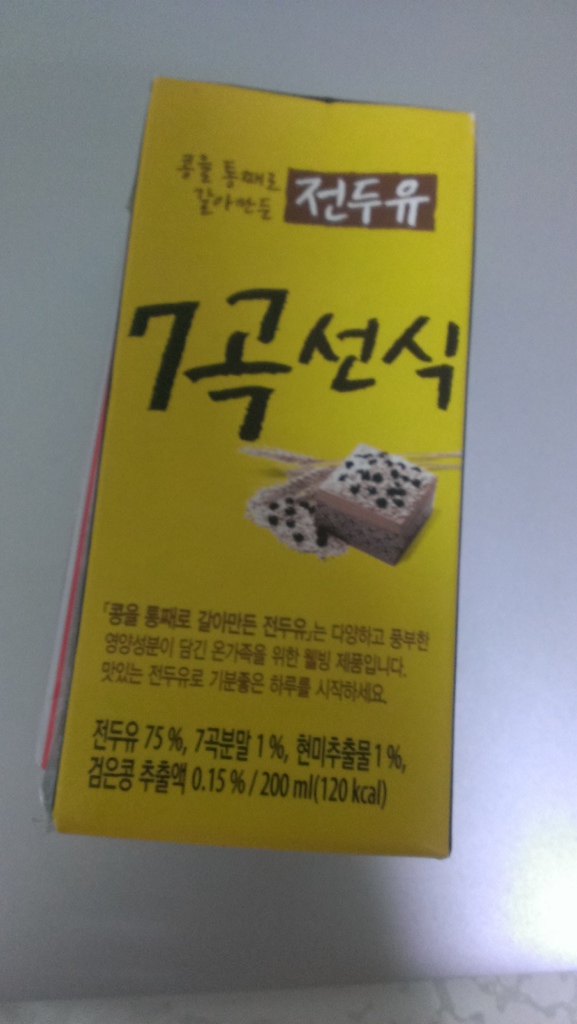 콩을 통째로
갈아만든 전두유
7곡선식
「콩을 통째로 갈아만든 전두유」는 다양하고 풍부한
영양성분이 담긴 온가족을 위한 웰빙 제품입니다.
맛있는 전두유로 기분좋은 하루를 시작하세요.
전두유 75 %, 7곡분말 1 %, 현미추출물 1 %,
검은콩 추출액 0.15 % / 200 ml(120 kcal)